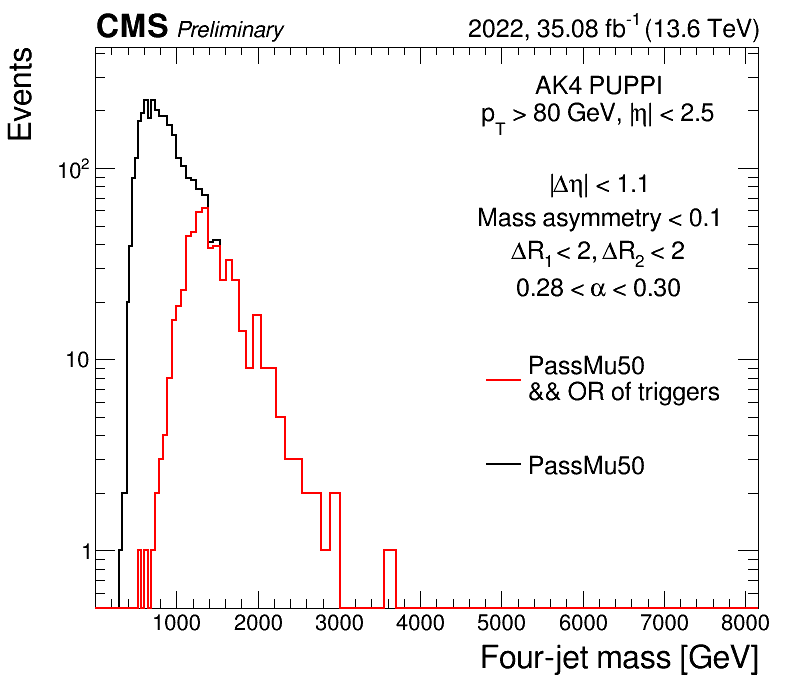 CMS Preliminary 2022, 35.08 fb⁻¹ (13.6 TeV)
Events
AK4 PUPPI
p_T > 80 GeV, |η| < 2.5
|Δη| < 1.1
Mass asymmetry < 0.1
ΔR₁ < 2, ΔR₂ < 2
0.28 < α < 0.30
PassMu50
&& OR of triggers
PassMu50
10²
10
1
1000 2000 3000 4000 5000 6000 7000 8000
Four-jet mass [GeV]